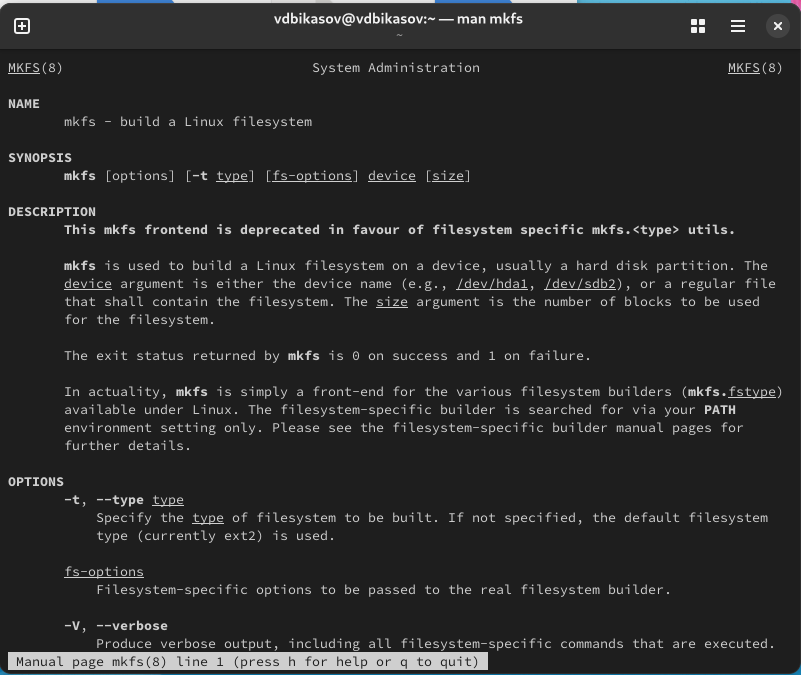 vdbikasov@vdbikasov:~ — man mkfs
~
MKFS(8) System Administration MKFS(8)
NAME
mkfs - build a Linux filesystem
SYNOPSIS
mkfs [options] [-t type] [fs-options] device [size]
DESCRIPTION
This mkfs frontend is deprecated in favour of filesystem specific mkfs.<type> utils.
mkfs is used to build a Linux filesystem on a device, usually a hard disk partition. The
device argument is either the device name (e.g., /dev/hda1, /dev/sdb2), or a regular file
that shall contain the filesystem. The size argument is the number of blocks to be used
for the filesystem.
The exit status returned by mkfs is 0 on success and 1 on failure.
In actuality, mkfs is simply a front-end for the various filesystem builders (mkfs.fstype)
available under Linux. The filesystem-specific builder is searched for via your PATH
environment setting only. Please see the filesystem-specific builder manual pages for
further details.
OPTIONS
-t, --type type
Specify the type of filesystem to be built. If not specified, the default filesystem
type (currently ext2) is used.
fs-options
Filesystem-specific options to be passed to the real filesystem builder.
-V, --verbose
Produce verbose output, including all filesystem-specific commands that are executed.
Manual page mkfs(8) line 1 (press h for help or q to quit)